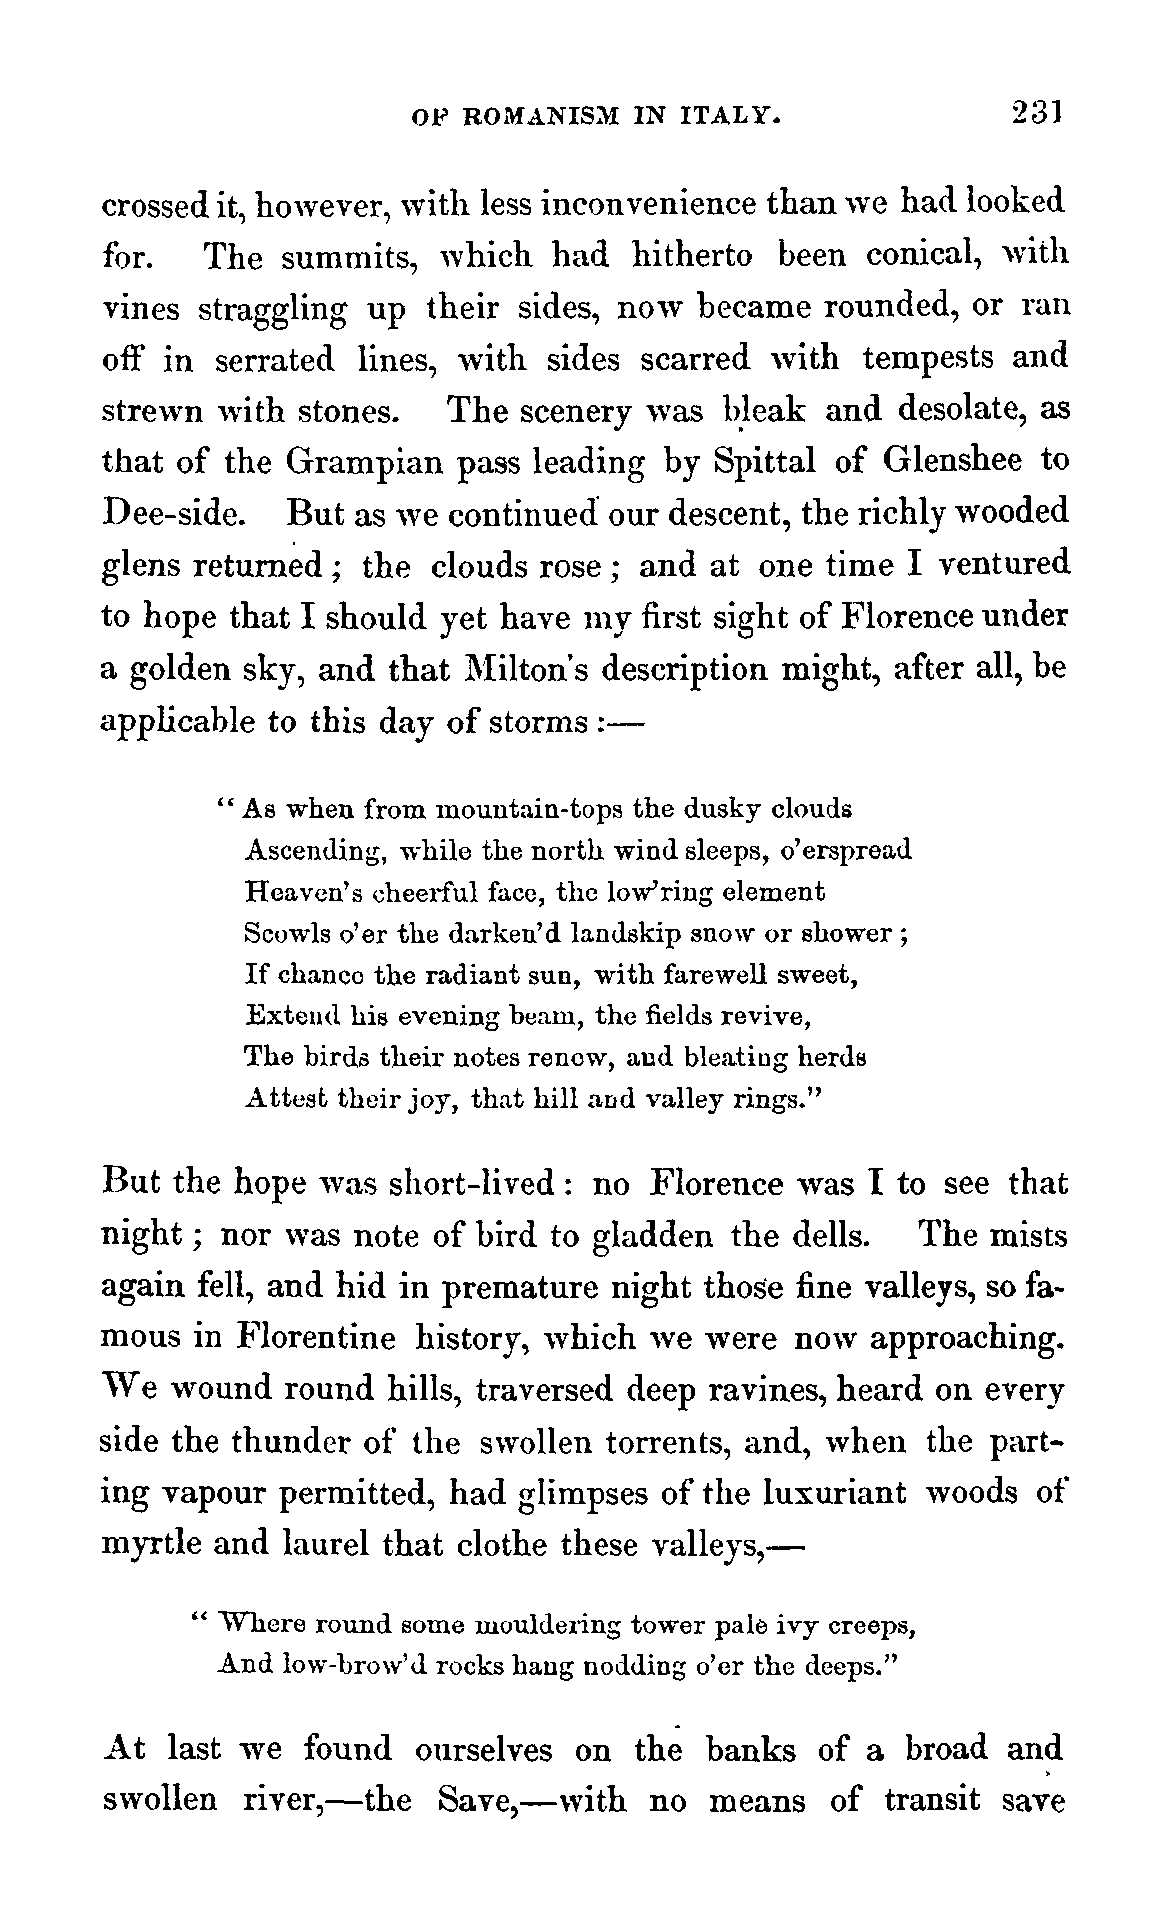 OF ROMANISM IN ITALY. 231
crossed it, however, with less inconvenience than we had looked
for. The summits, which had hitherto been conical, with
vines straggling up their sides, now became rounded, or ran
off in serrated lines, with sides scarred with tempests and
strewn with stones. The scenery was bleak and desolate, as
that of the Grampian pass leading by Spittal of Glenshee to
Dee-side. But as we continued our descent, the richly wooded
glens returned; the clouds rose; and at one time I ventured
to hope that I should yet have my first sight of Florence under
a golden sky, and that Milton's description might, after all, be
applicable to this day of storms:—
"As when from mountain-tops the dusky clouds
Ascending, while the north wind sleeps, o'erspread
Heaven's cheerful face, the low'ring element
Scowls o'er the darken'd landskip snow or shower;
If chance the radiant sun, with farewell sweet,
Extend his evening beam, the fields revive,
The birds their notes renew, and bleating herds
Attest their joy, that hill and valley rings."
But the hope was short-lived: no Florence was I to see that
night; nor was note of bird to gladden the dells. The mists
again fell, and hid in premature night those fine valleys, so fa-
mous in Florentine history, which we were now approaching.
We wound round hills, traversed deep ravines, heard on every
side the thunder of the swollen torrents, and, when the part-
ing vapour permitted, had glimpses of the luxuriant woods of
myrtle and laurel that clothe these valleys,—
"Where round some mouldering tower pale ivy creeps,
And low-brow'd rocks hang nodding o'er the deeps."
At last we found ourselves on the banks of a broad and
swollen river,—the Save,—with no means of transit save